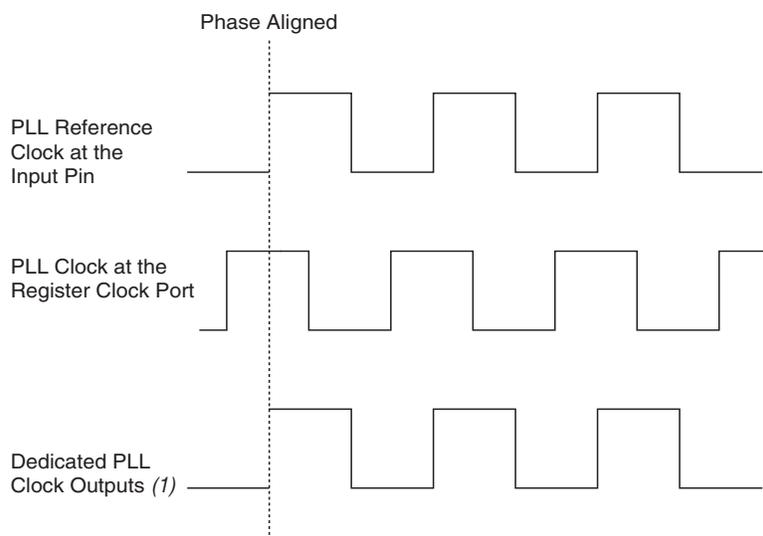 Phase Aligned
PLL Reference
Clock at the
Input Pin
PLL Clock at the
Register Clock Port
Dedicated PLL
Clock Outputs (1)